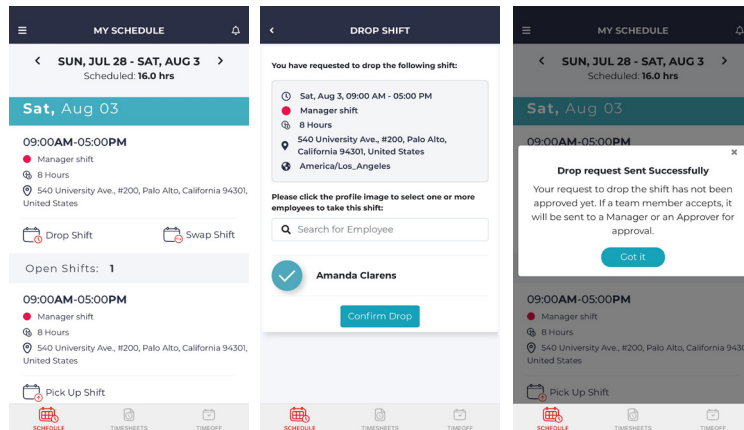 MY SCHEDULE
SUN, JUL 28 - SAT, AUG 3
Scheduled: 16.0 hrs
Sat, Aug 03
09:00AM-05:00PM
Manager shift
8 Hours
540 University Ave., #200, Palo Alto, California 94301,
United States
Drop Shift
Swap Shift
Open Shifts: 1
09:00AM-05:00PM
Manager shift
8 Hours
540 University Ave., #200, Palo Alto, California 94301,
United States
Pick Up Shift
SCHEDULE
TIMESHEETS
TIMEOFF
DROP SHIFT
You have requested to drop the following shift:
Sat, Aug 3, 09:00 AM - 05:00 PM
Manager shift
8 Hours
540 University Ave., #200, Palo Alto,
California 94301, United States
America/Los_Angeles
Please click the profile image to select one or more
employees to take this shift:
Search for Employee
Amanda Clarens
Confirm Drop
SCHEDULE
TIMESHEETS
TIMEOFF
MY SCHEDULE
SUN, JUL 28 - SAT, AUG 3
Scheduled: 16.0 hrs
Sat, Aug 03
09:00AM-05:00PM
Drop request Sent Successfully
Your request to drop the shift has not been
approved yet. If a team member accepts, it
will be sent to a Manager or an Approver for
approval.
Got it
09:00AM-05:00PM
Manager shift
8 Hours
540 University Ave., #200, Palo Alto, California 9430
United States
Pick Up Shift
SCHEDULE
TIMESHEETS
TIMEOFF